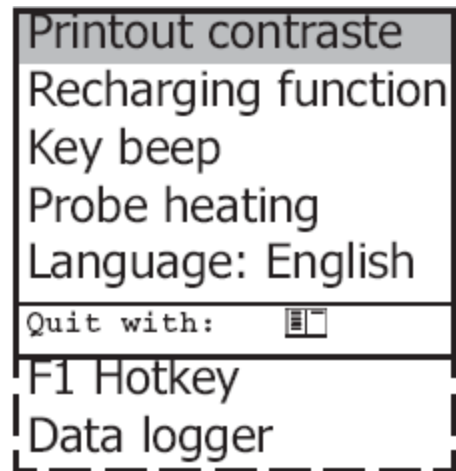 Printout contraste
Recharging function
Key beep
Probe heating
Language: English
Quit with:
F1 Hotkey
Data logger